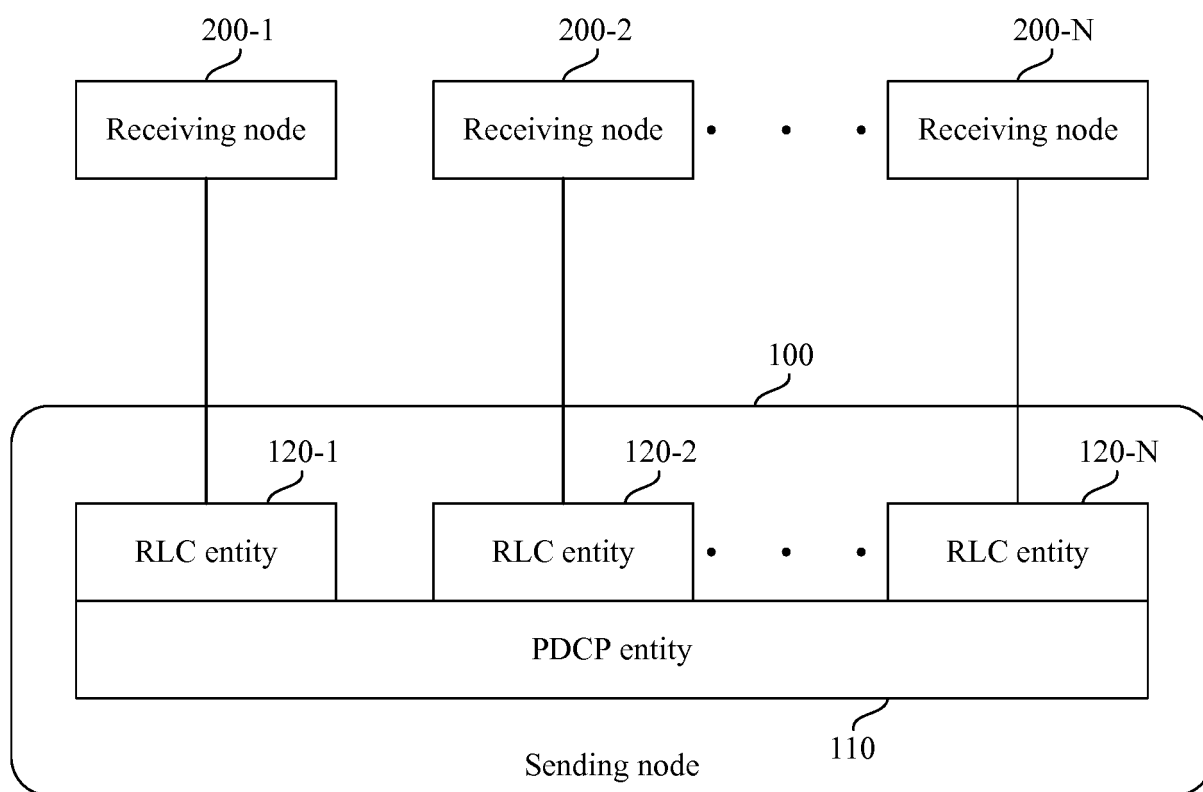 200-1 200-2 200-N
Receiving node Receiving node Receiving node
100
120-1 120-2 120-N
RLC entity RLC entity RLC entity
PDCP entity
110
Sending node